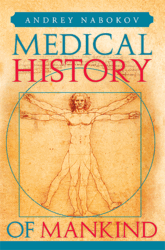 ANDREY NABOKOV
MEDICAL
HISTORY
OF MANKIND